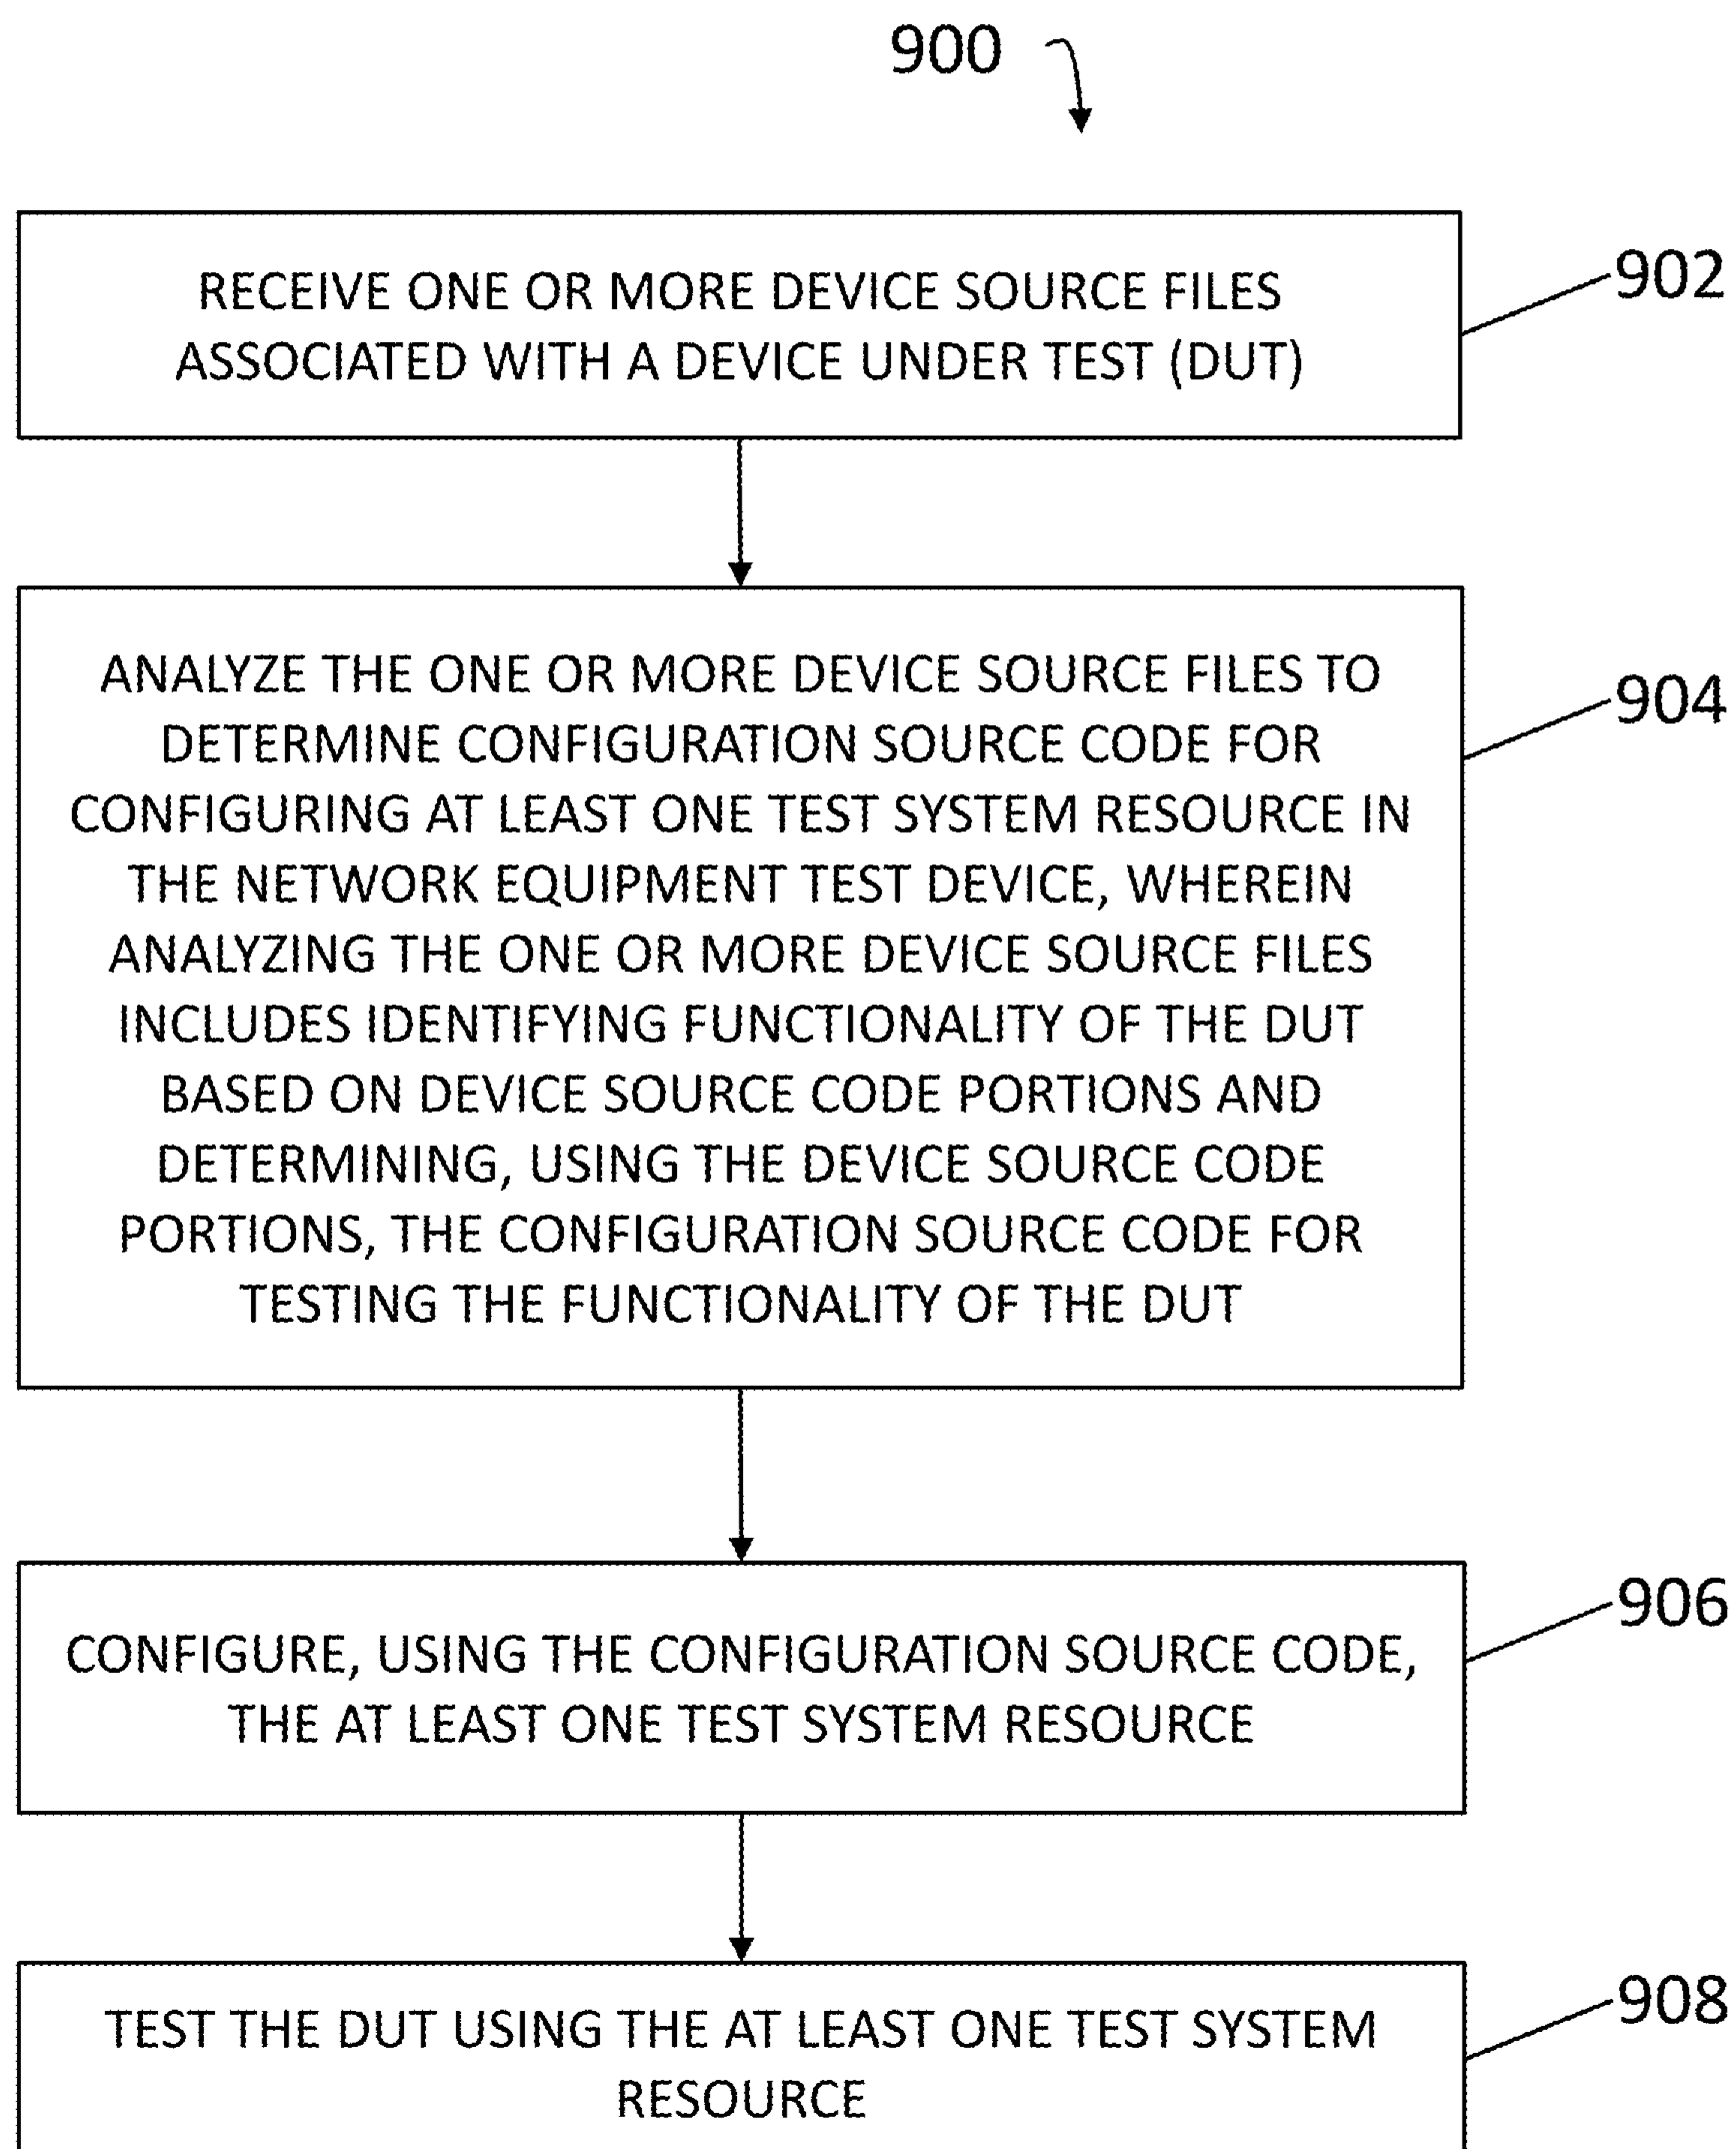 900
RECEIVE ONE OR MORE DEVICE SOURCE FILES
ASSOCIATED WITH A DEVICE UNDER TEST (DUT)
902
ANALYZE THE ONE OR MORE DEVICE SOURCE FILES TO
DETERMINE CONFIGURATION SOURCE CODE FOR
CONFIGURING AT LEAST ONE TEST SYSTEM RESOURCE IN
THE NETWORK EQUIPMENT TEST DEVICE, WHEREIN
ANALYZING THE ONE OR MORE DEVICE SOURCE FILES
INCLUDES IDENTIFYING FUNCTIONALITY OF THE DUT
BASED ON DEVICE SOURCE CODE PORTIONS AND
DETERMINING, USING THE DEVICE SOURCE CODE
PORTIONS, THE CONFIGURATION SOURCE CODE FOR
TESTING THE FUNCTIONALITY OF THE DUT
904
CONFIGURE, USING THE CONFIGURATION SOURCE CODE,
THE AT LEAST ONE TEST SYSTEM RESOURCE
906
TEST THE DUT USING THE AT LEAST ONE TEST SYSTEM
RESOURCE
908